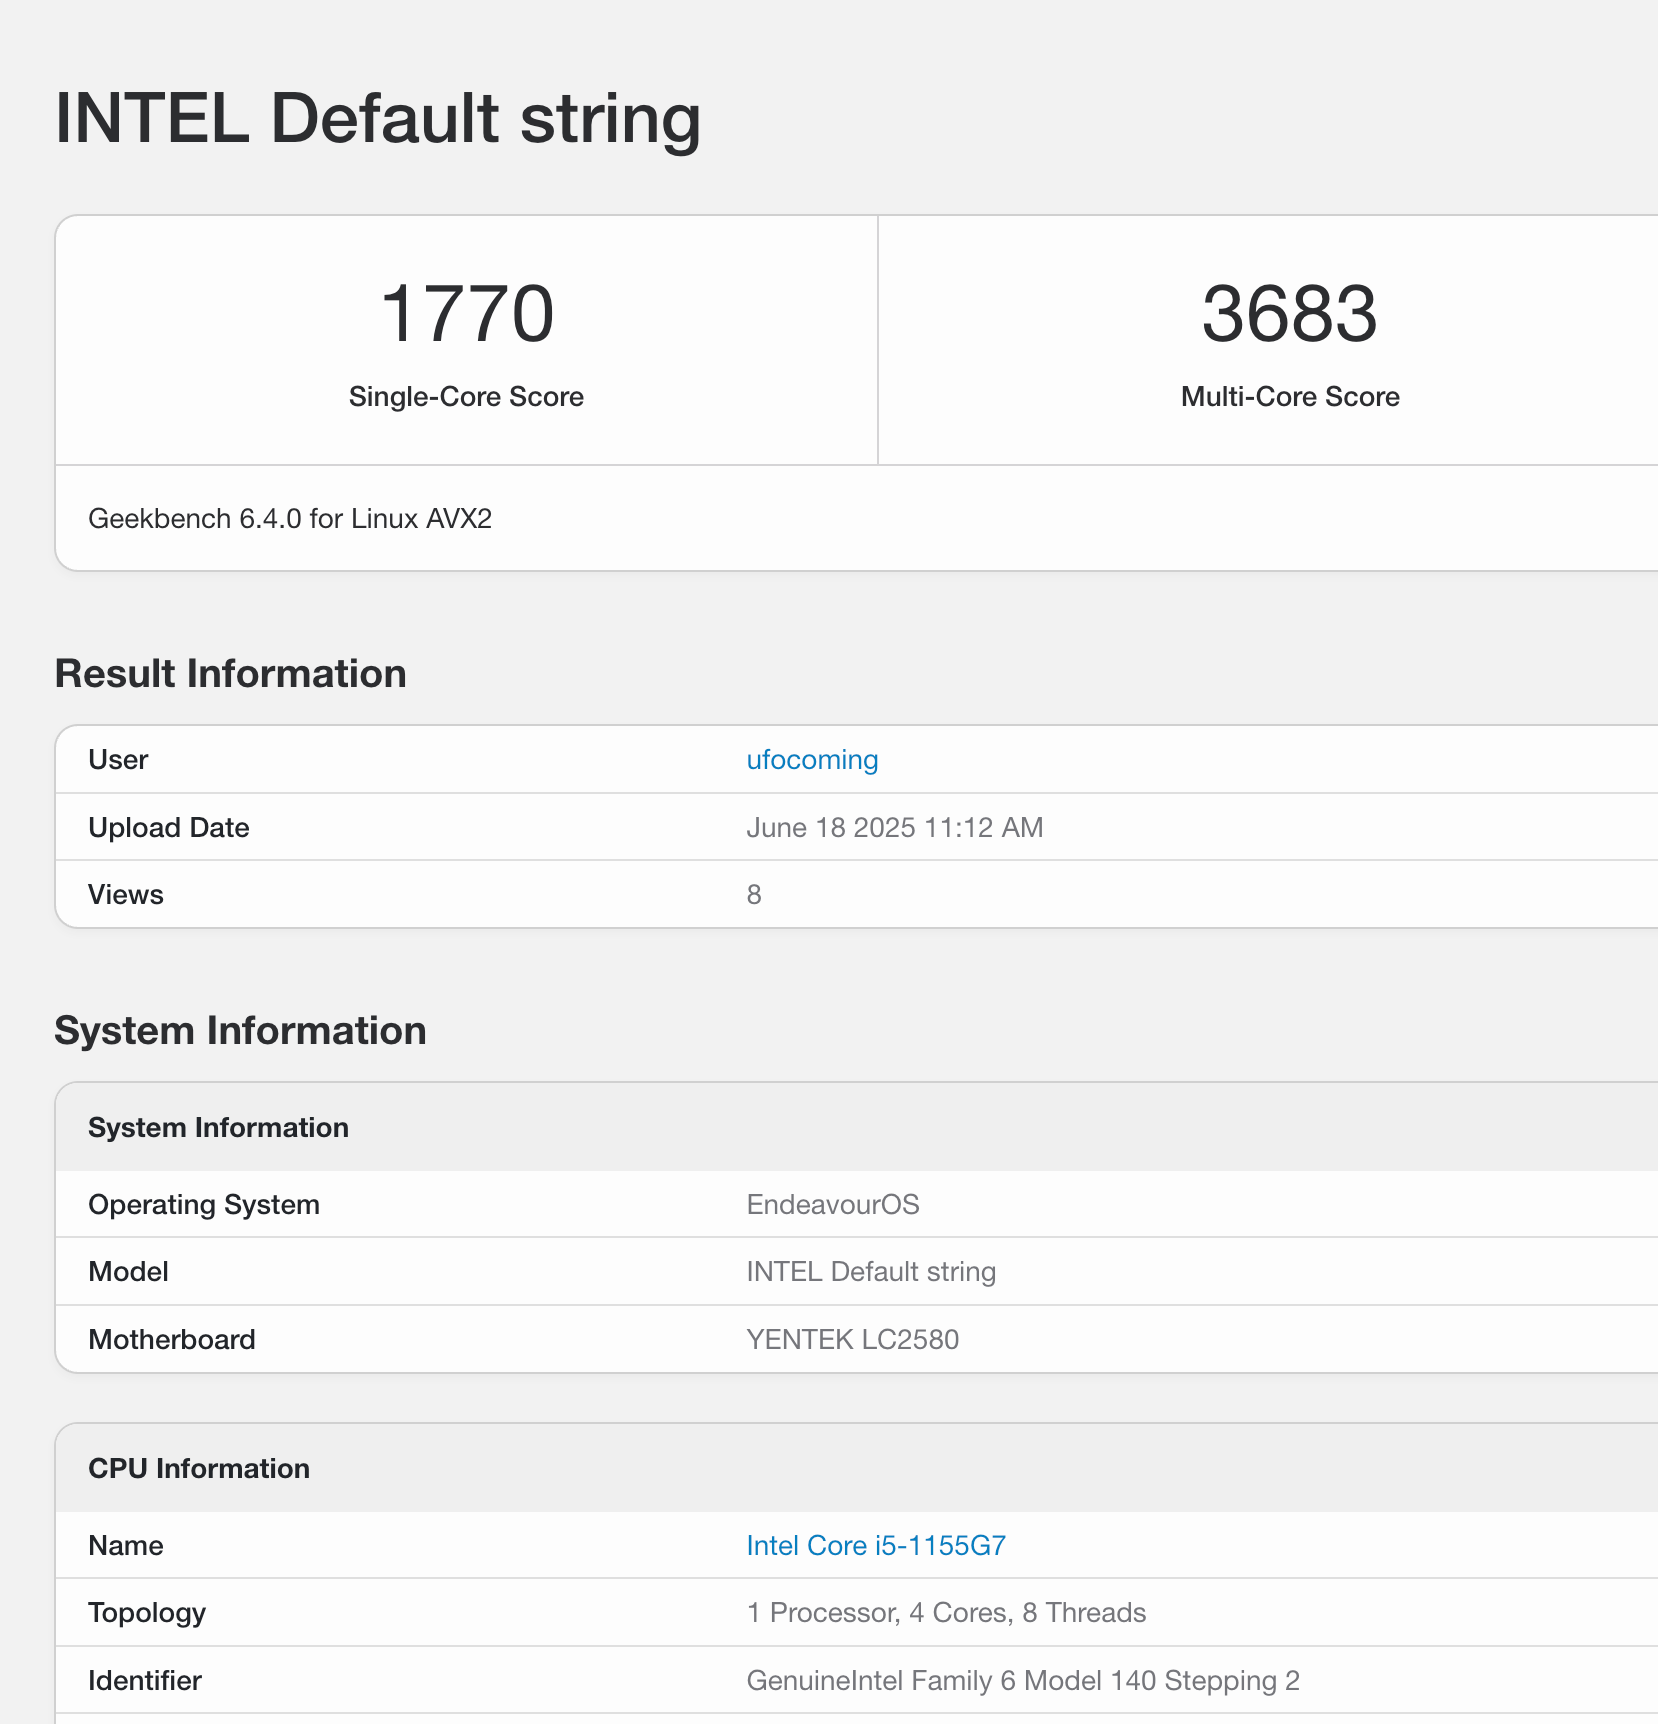 INTEL Default string
1770
Single-Core Score
3683
Multi-Core Score
Geekbench 6.4.0 for Linux AVX2
Result Information
User ufocoming
Upload Date June 18 2025 11:12 AM
Views 8
System Information
System Information
Operating System EndeavourOS
Model INTEL Default string
Motherboard YENTEK LC2580
CPU Information
Name Intel Core i5-1155G7
Topology 1 Processor, 4 Cores, 8 Threads
Identifier GenuineIntel Family 6 Model 140 Stepping 2